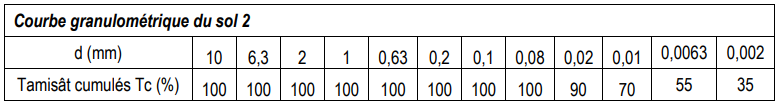 Courbe granulométrique du sol 2
d (mm) 10 6,3 2 1 0,63 0,2 0,1 0,08 0,02 0,01 0,0063 0,002
Tamisât cumulés Tc (%) 100 100 100 100 100 100 100 100 90 70 55 35